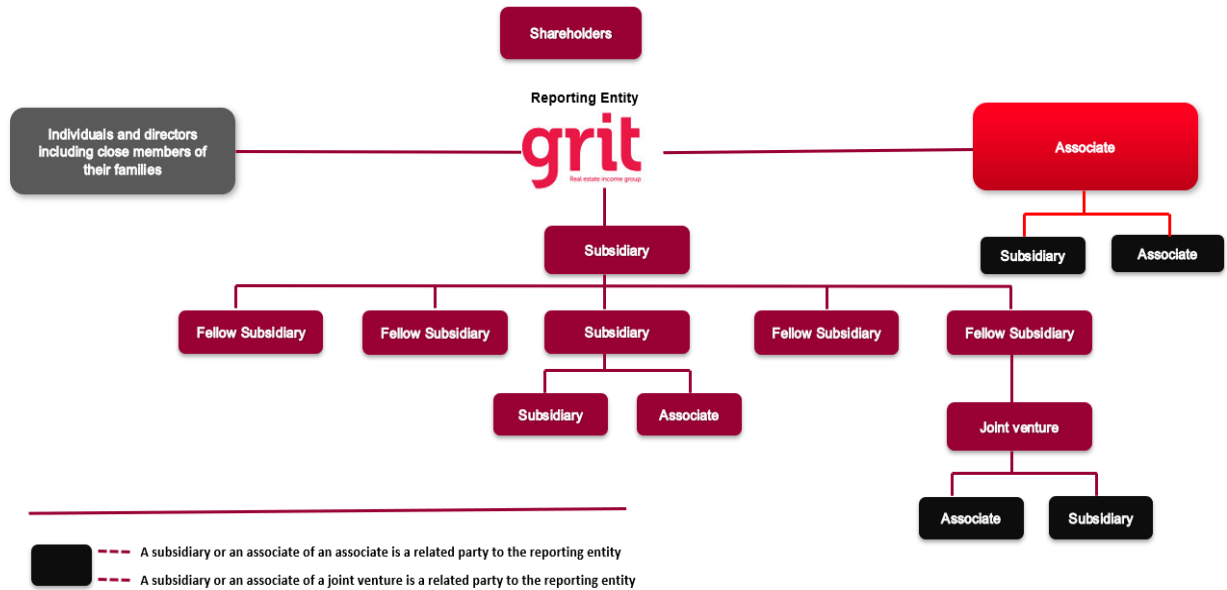 Shareholders
Reporting Entity
Individuals and directors
including close members of
their families
grit
Real estate income group
Associate
Subsidiary
Subsidiary
Associate
Fellow Subsidiary
Fellow Subsidiary
Subsidiary
Fellow Subsidiary
Fellow Subsidiary
Subsidiary
Associate
Joint venture
Associate
Subsidiary
A subsidiary or an associate of an associate is a related party to the reporting entity
A subsidiary or an associate of a joint venture is a related party to the reporting entity